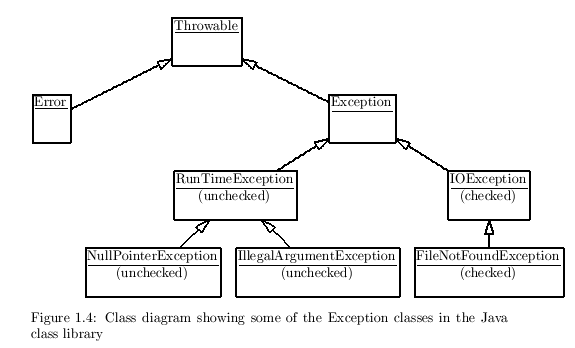 Throwable
Error
Exception
RunTimeException
(unchecked)
IOException
(checked)
NullPointerException
(unchecked)
IllegalArgumentException
(unchecked)
FileNotFoundException
(checked)
Figure 1.4: Class diagram showing some of the Exception classes in the Java
class library